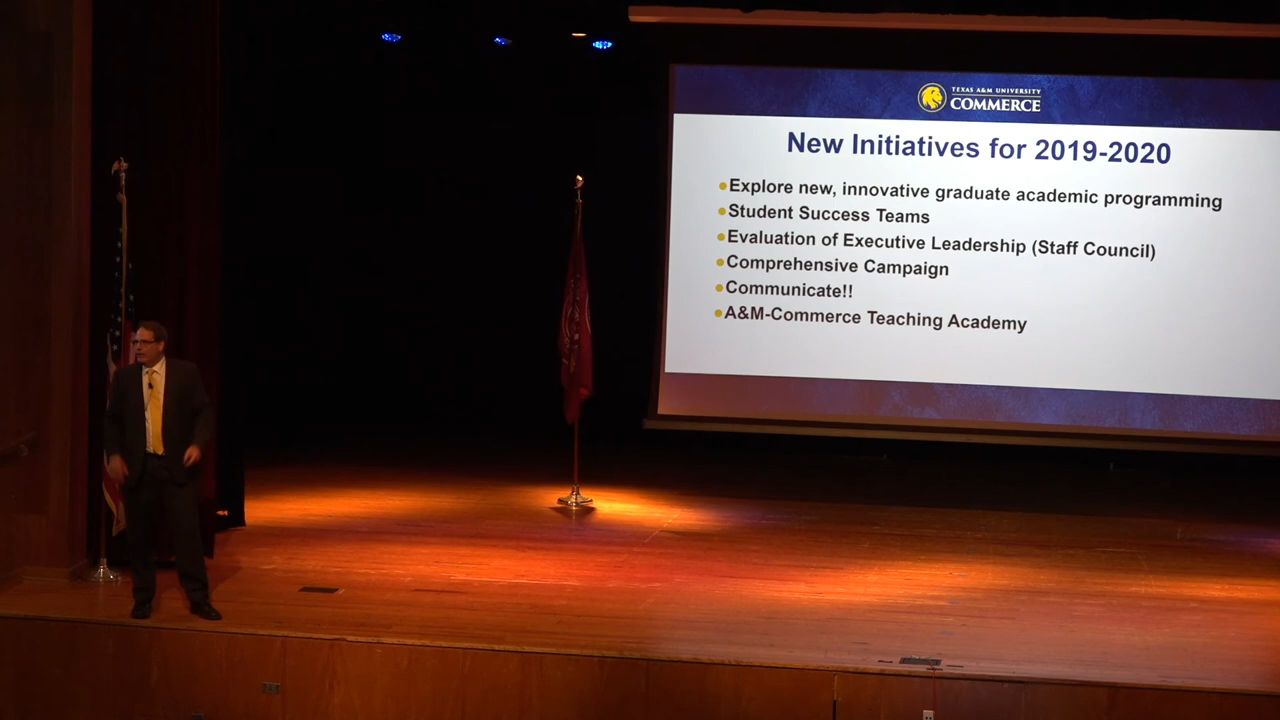 TEXAS A&M UNIVERSITY
COMMERCE
New Initiatives for 2019-2020
Explore new, innovative graduate academic programming
Student Success Teams
Evaluation of Executive Leadership (Staff Council)
Comprehensive Campaign
Communicate!!
A&M-Commerce Teaching Academy